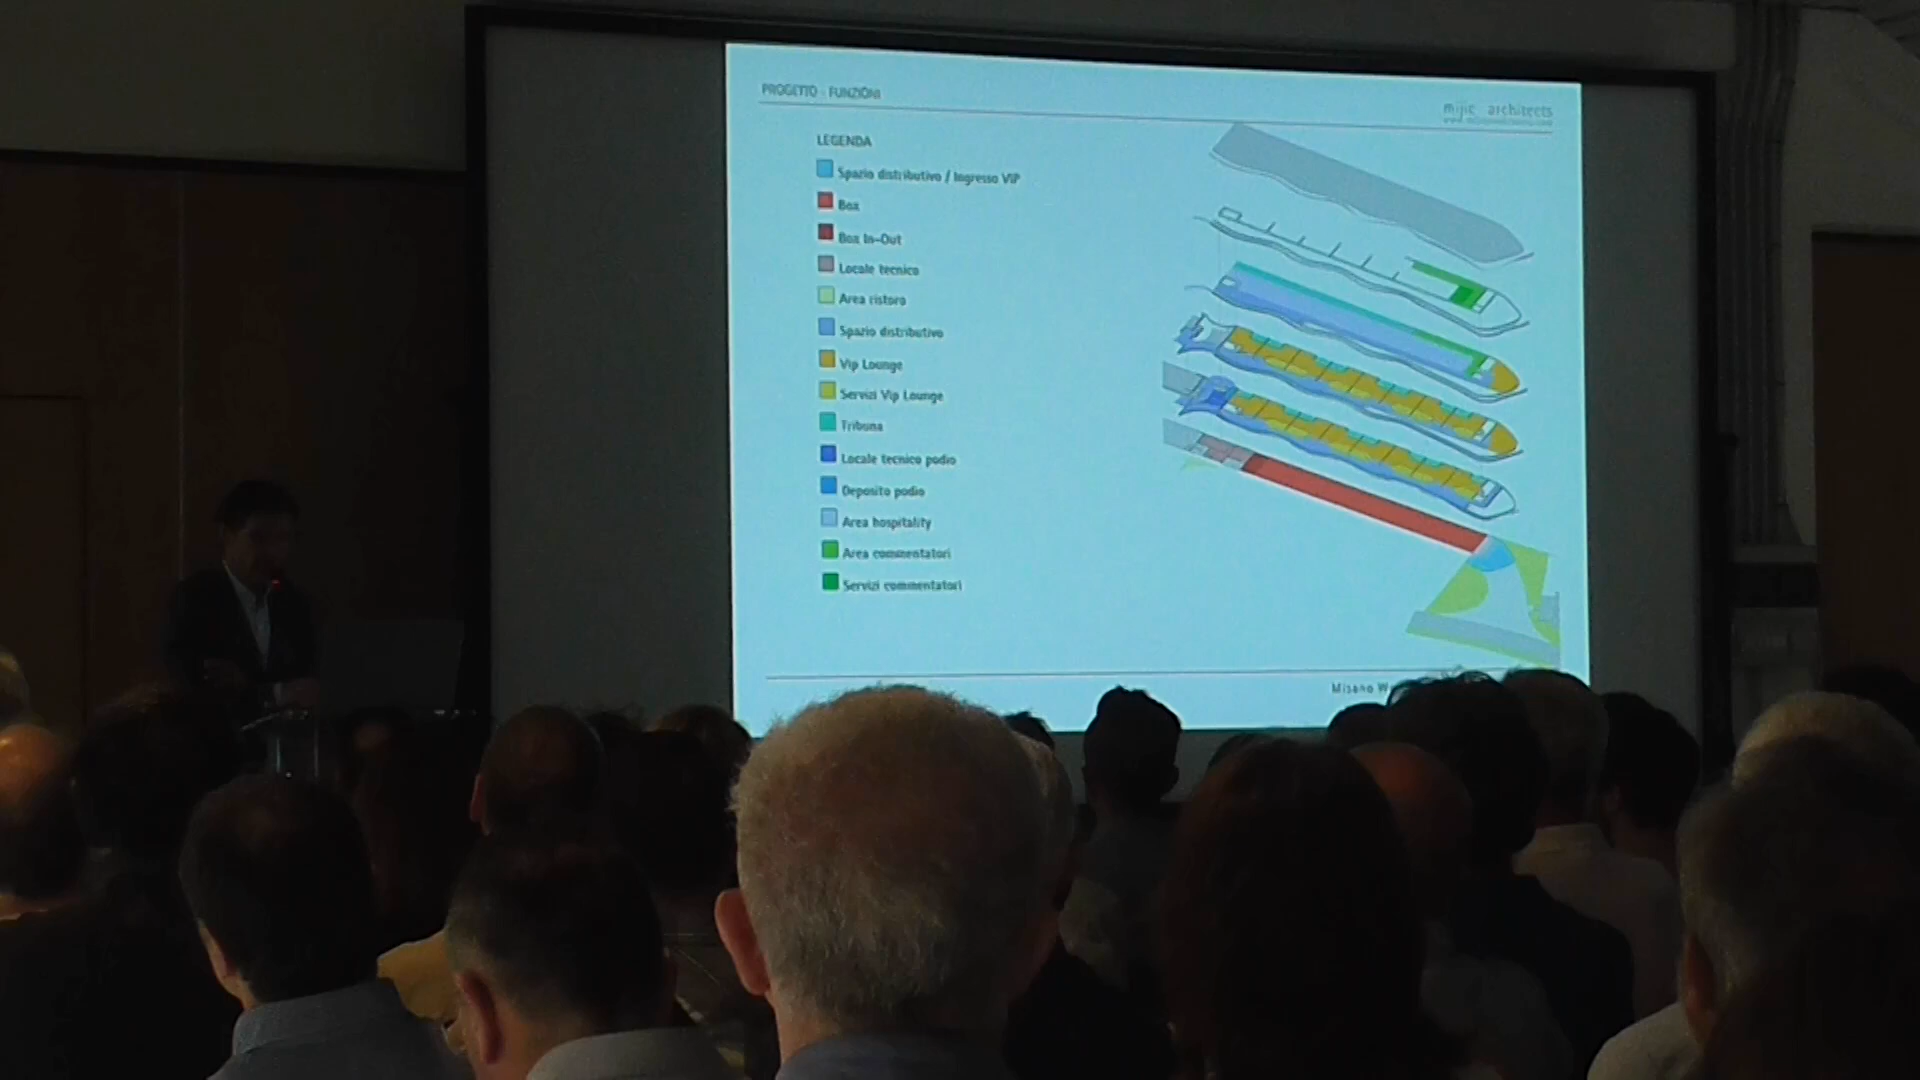 PROGETTO - FUNZIONI
mijic architects
LEGENDA
Spazio distributivo / Ingresso VIP
Box
Box In-Out
Locale tecnico
Area ristoro
Spazio distributivo
Vip Lounge
Servizi Vip Lounge
Tribuna
Locale tecnico podio
Deposito podio
Area hospitality
Area commentatori
Servizi commentatori
Misano